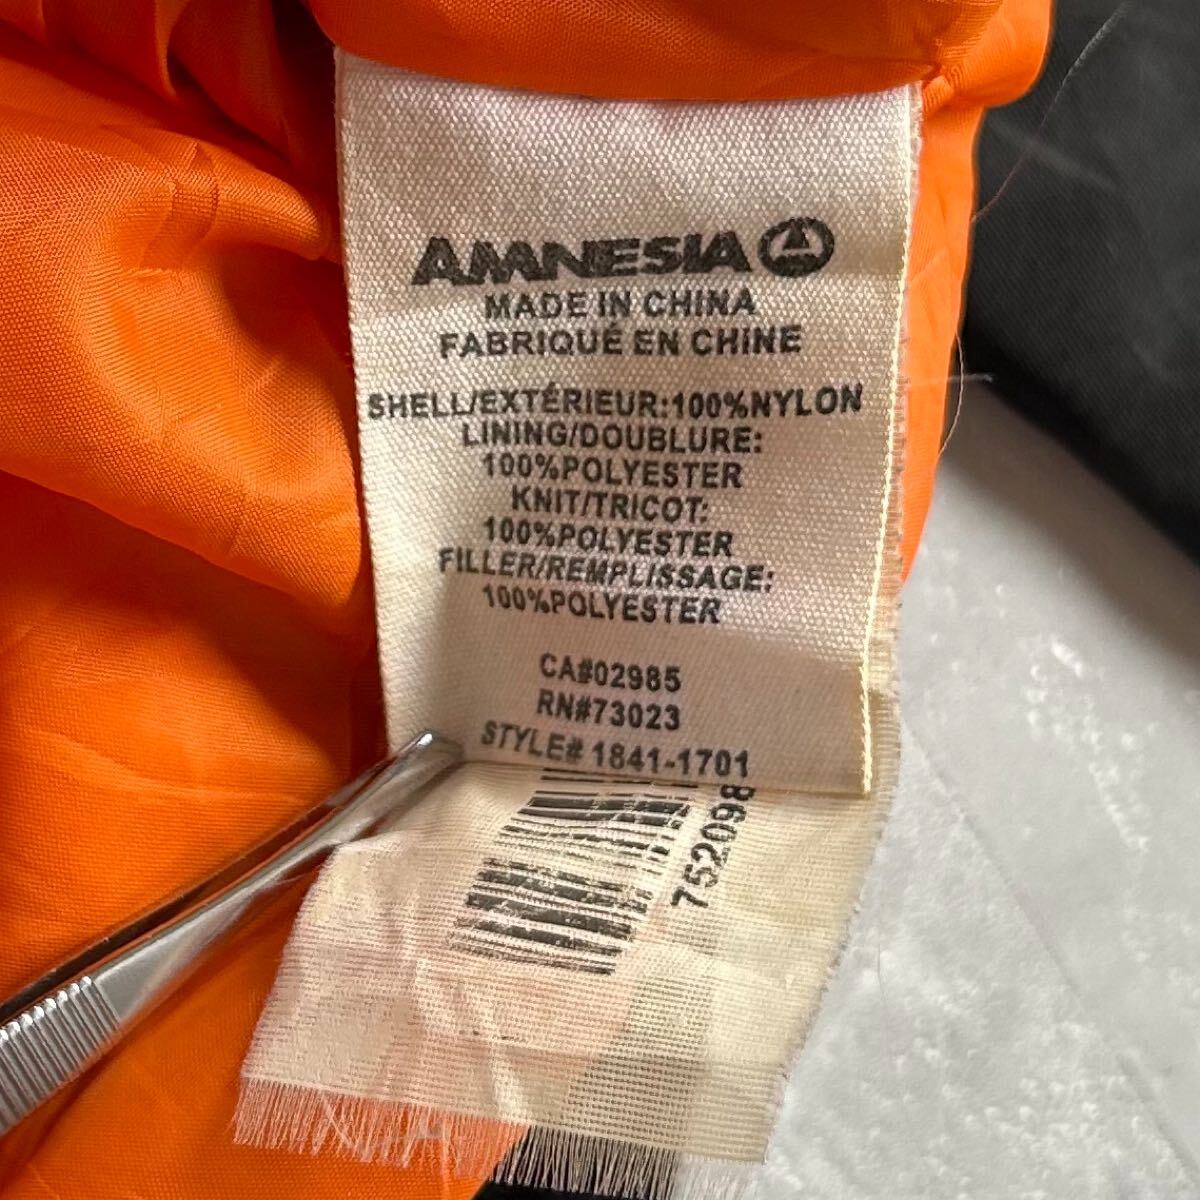 AMNESIA
MADE IN CHINA
FABRIQUÉ EN CHINE
SHELL/EXTÉRIEUR:100%NYLON
LINING/DOUBLURE:
100%POLYESTER
KNIT/TRICOT:
100%POLYESTER
FILLER/REMPLISSAGE:
100%POLYESTER
CA#02985
RN#73023
STYLE# 1841-1701
752098